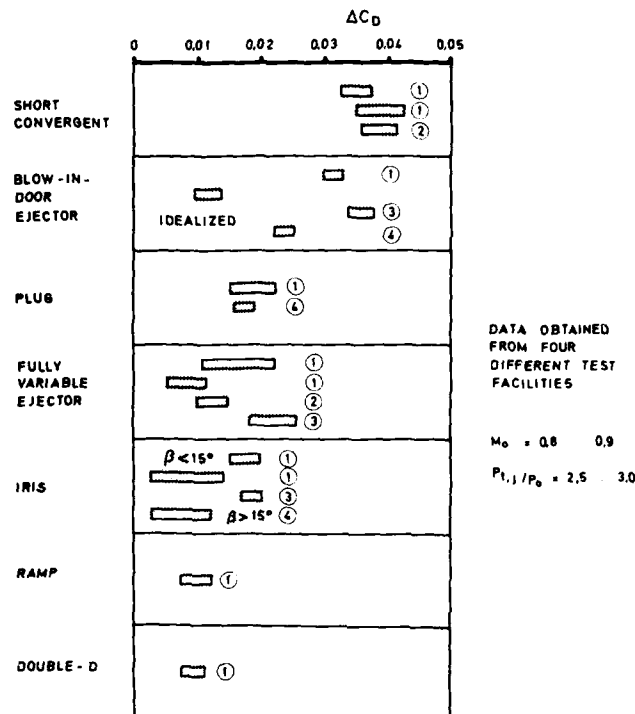 ΔC_D
0 0,01 0,02 0,03 0,04 0,05
SHORT
CONVERGENT
①
①
②
BLOW-IN-
DOOR
EJECTOR
IDEALIZED
①
③
④
PLUG
①
④
FULLY
VARIABLE
EJECTOR
①
①
②
③
IRIS
β<15° ①
①
③
β>15° ④
RAMP
①
DOUBLE-D
①
DATA OBTAINED
FROM FOUR
DIFFERENT TEST
FACILITIES
M₀ = 0,8 0,9
P_t,j/P₀ = 2,5 3,0